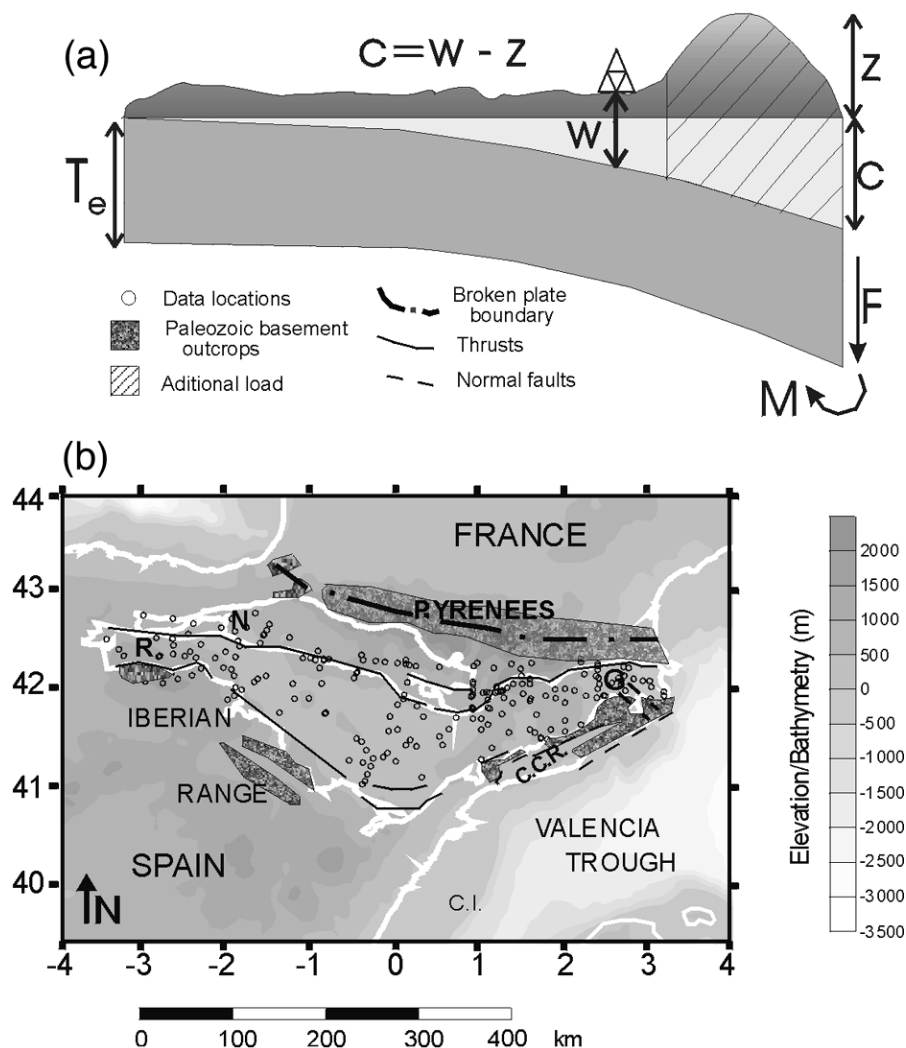 (a)
C=W - Z
Z
W
C
Te
F
M
Data locations
Paleozoic basement
outcrops
Aditional load
Broken plate
boundary
Thrusts
Normal faults
(b)
44
43
42
41
40
-4 -3 -2 -1 0 1 2 3 4
FRANCE
PYRENEES
N
R.
G
IBERIAN
RANGE
C.C.R.
VALENCIA
TROUGH
SPAIN
C.I.
N
Elevation/Bathymetry (m)
2000
1500
1000
500
0
-500
-1000
-1500
-2000
-2500
-3000
-3500
0 100 200 300 400 km